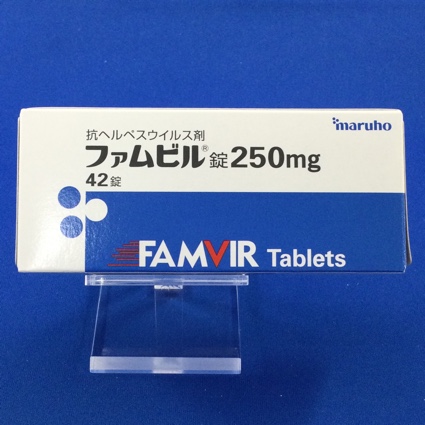 maruho
抗ヘルペスウイルス剤
ファムビル®錠250mg
42錠
FAMVIR Tablets